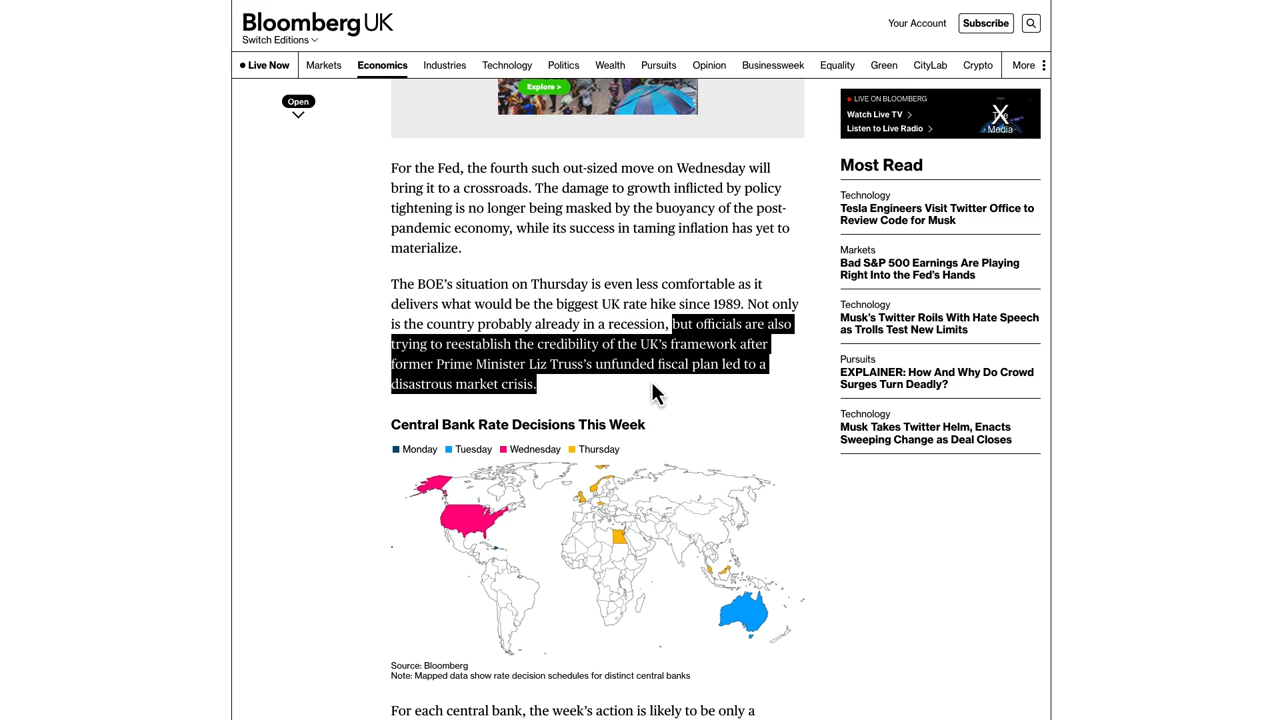 Bloomberg UK
Switch Editions
Your Account
Subscribe
Live Now
Markets
Economics
Industries
Technology
Politics
Wealth
Pursuits
Opinion
Businessweek
Equality
Green
CityLab
Crypto
More
Open
Explore >
For the Fed, the fourth such out-sized move on Wednesday will
bring it to a crossroads. The damage to growth inflicted by policy
tightening is no longer being masked by the buoyancy of the post-
pandemic economy, while its success in taming inflation has yet to
materialize.
The BOE’s situation on Thursday is even less comfortable as it
delivers what would be the biggest UK rate hike since 1989. Not only
is the country probably already in a recession, but officials are also
trying to reestablish the credibility of the UK’s framework after
former Prime Minister Liz Truss’s unfunded fiscal plan led to a
disastrous market crisis.
Central Bank Rate Decisions This Week
Monday Tuesday Wednesday Thursday
Source: Bloomberg
Note: Mapped data show rate decision schedules for distinct central banks
For each central bank, the week’s action is likely to be only a
LIVE ON BLOOMBERG
Watch Live TV
Listen to Live Radio
X
Media
Most Read
Technology
Tesla Engineers Visit Twitter Office to
Review Code for Musk
Markets
Bad S&P 500 Earnings Are Playing
Right Into the Fed’s Hands
Technology
Musk’s Twitter Roils With Hate Speech
as Trolls Test New Limits
Pursuits
EXPLAINER: How And Why Do Crowd
Surges Turn Deadly?
Technology
Musk Takes Twitter Helm, Enacts
Sweeping Change as Deal Closes